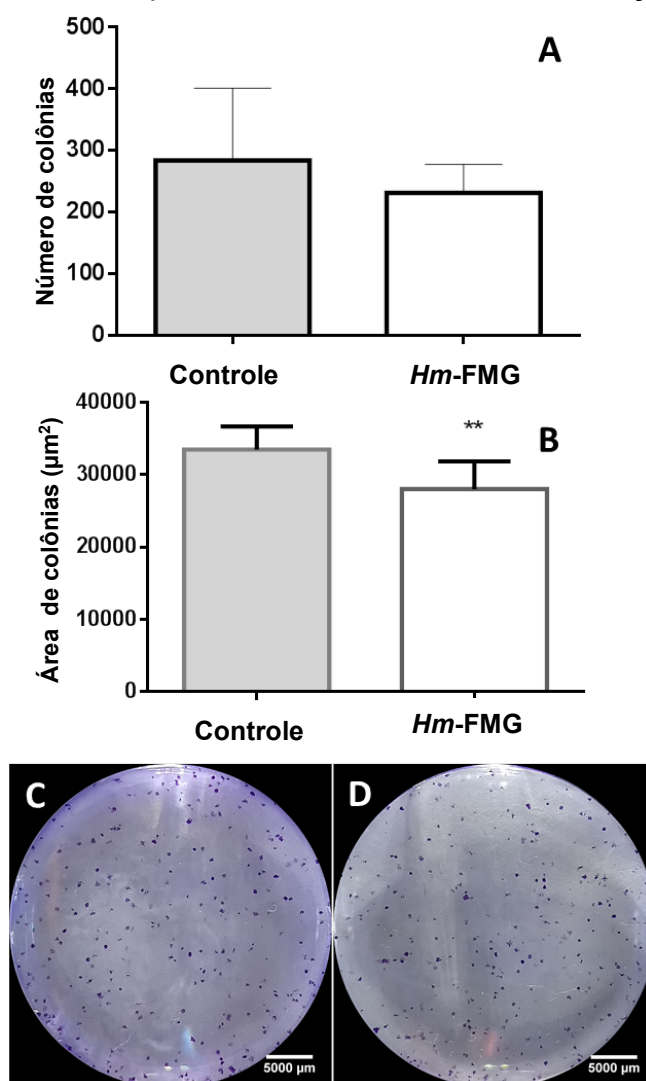 500
400
300
200
100
0
Número de colônias
A
Controle
Hm-FMG
40000
30000
20000
10000
0
Área de colônias (µm²)
**
B
Controle
Hm-FMG
C
5000 µm
D
5000 µm